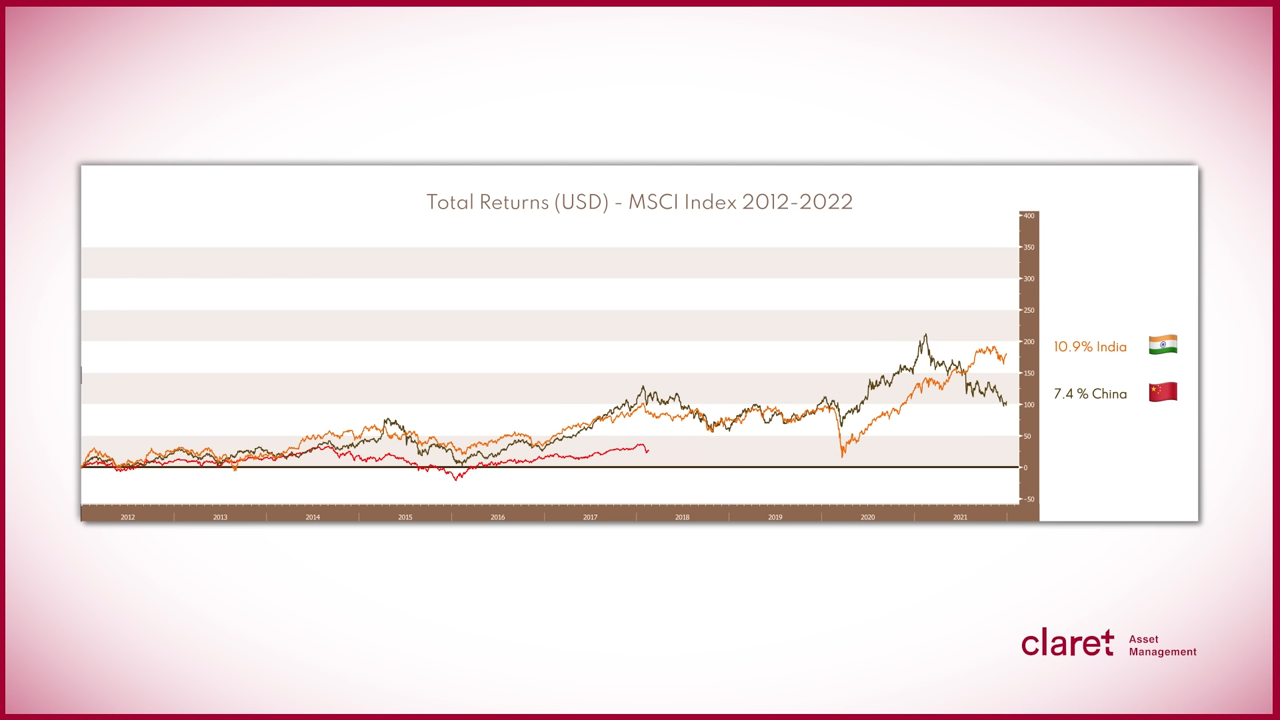 Total Returns (USD) - MSCI Index 2012-2022
400
350
300
250
200
150
100
50
0
-50
10.9% India
7.4 % China
2012 2013 2014 2015 2016 2017 2018 2019 2020 2021
claret Asset
Management